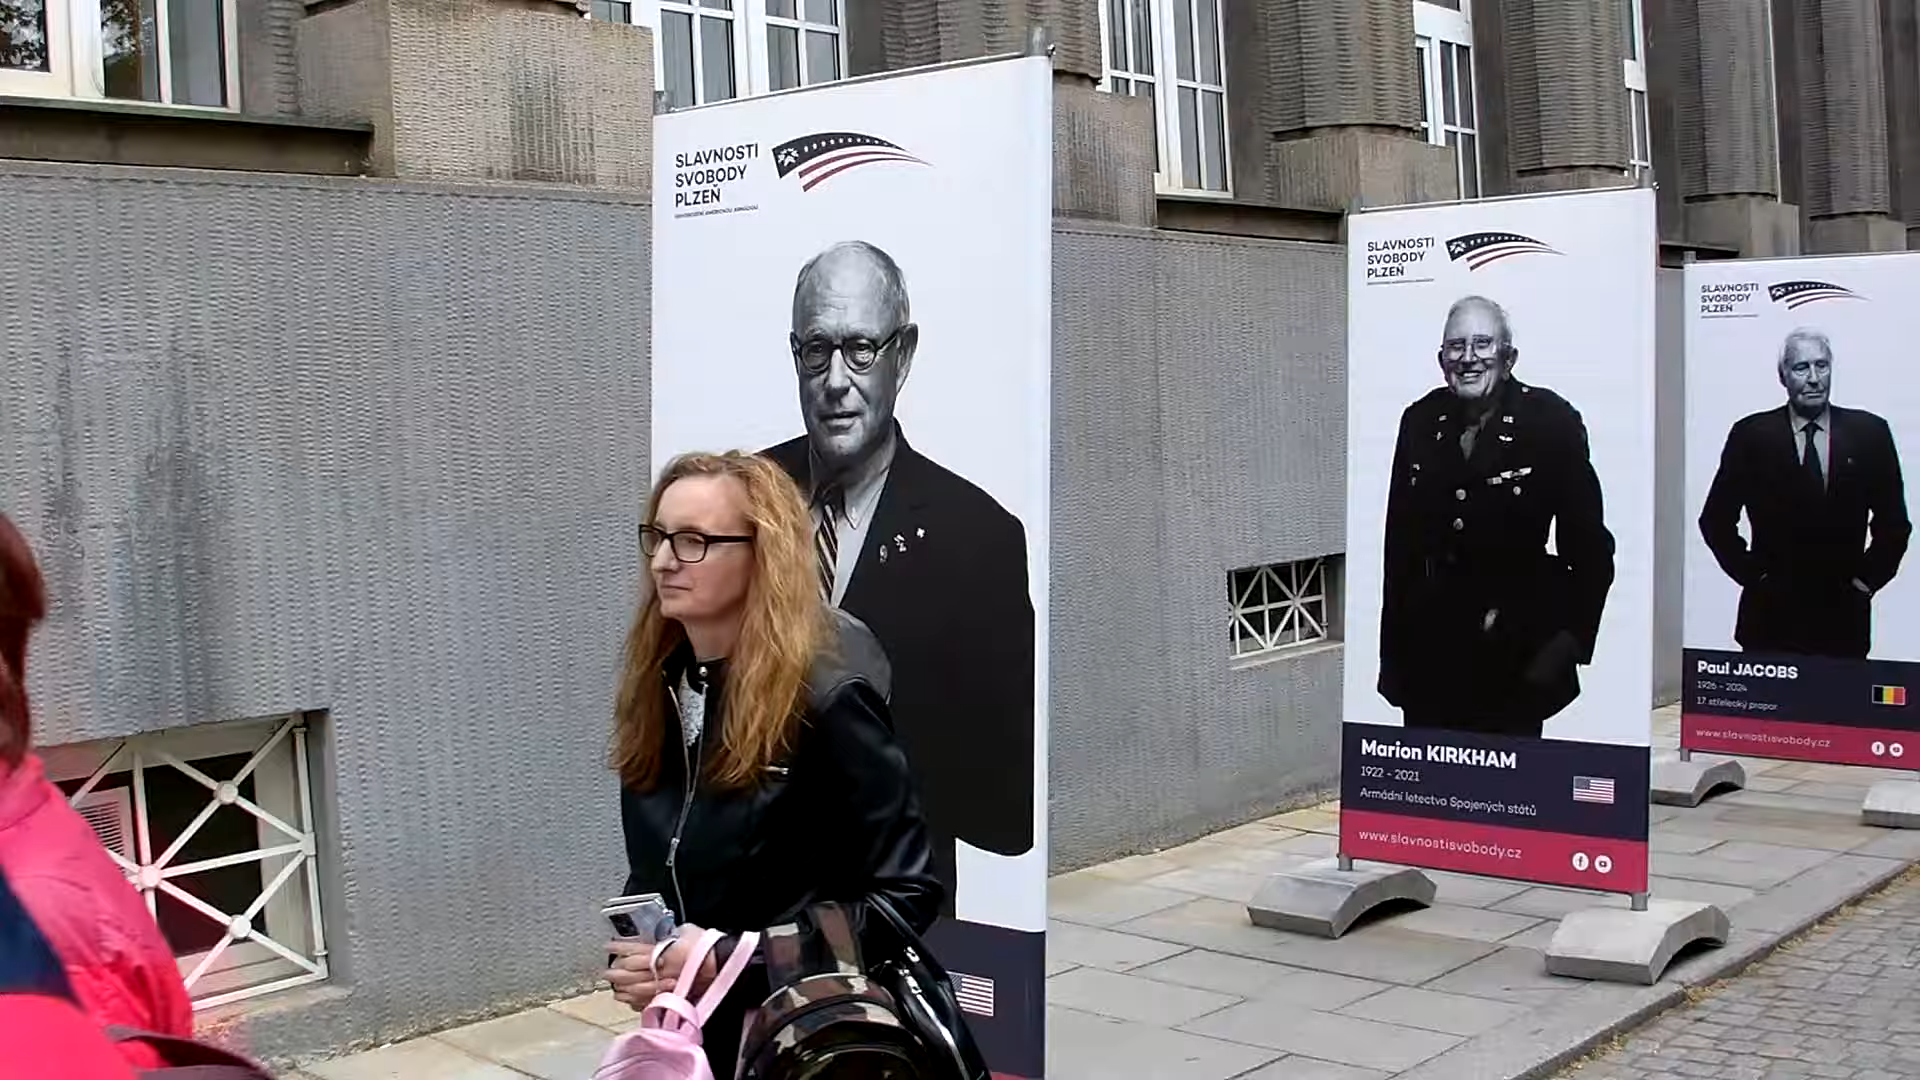 SLAVNOSTI
SVOBODY
PLZEŇ
SLAVNOSTI
SVOBODY
PLZEŇ
Marion KIRKHAM
1922 - 2021
Armádní letectvo Spojených států
www.slavnostisvobody.cz
SLAVNOSTI
SVOBODY
PLZEŇ
Paul JACOBS
1926 - 2024
17. střelecký prapor
www.slavnostisvobody.cz